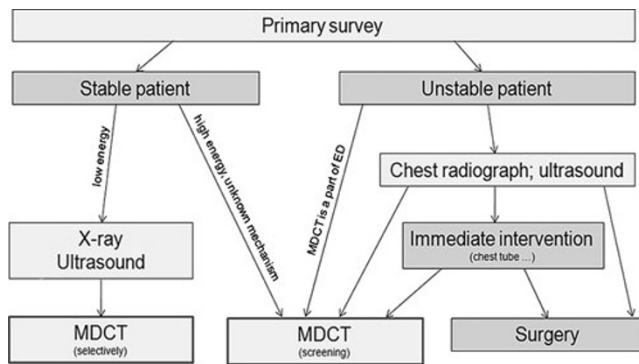 Primary survey
Stable patient
Unstable patient
low energy
high energy, unknown mechanism
MDCT is a part of ED
Chest radiograph; ultrasound
X-ray
Ultrasound
Immediate intervention
(chest tube ...)
MDCT
(selectively)
MDCT
(screening)
Surgery